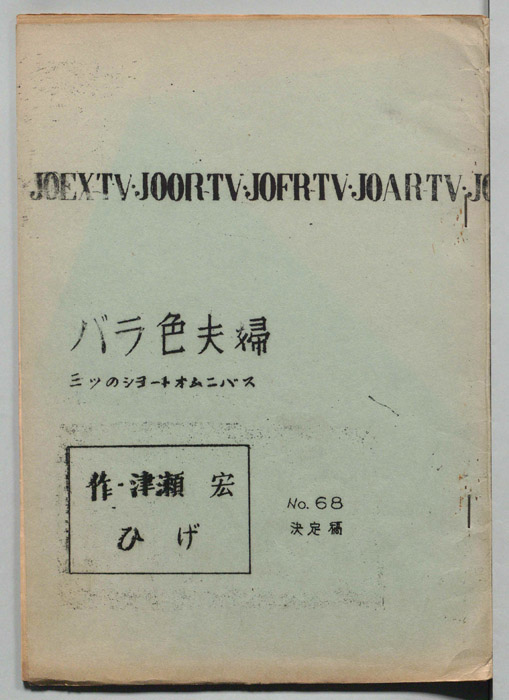 JOEX-TV・JOOR-TV・JOFR-TV・JOAR-TV・JO
バラ色夫婦
三ツのショートオムニバス
作・津瀬 宏
ひげ
No.68
決定稿